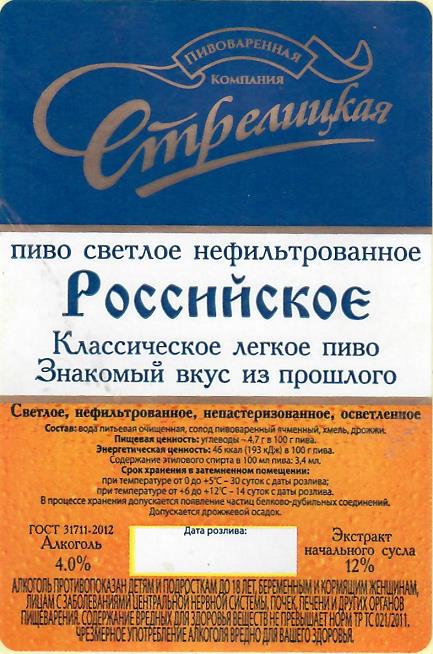 ПИВОВАРЕННАЯ
КОМПАНИЯ
Стрелицкая
ПИВО СВЕТЛОЕ НЕФИЛЬТРОВАННОЕ
Российское
Классическое легкое пиво
Знакомый вкус из прошлого
Светлое, нефильтрованное, непастеризованное, осветленное
Состав: вода питьевая очищенная, солод пивоваренный ячменный, хмель, дрожжи.
Пищевая ценность: углеводы – 4,7 г в 100 г пива.
Энергетическая ценность: 46 ккал (193 кДж) в 100 г пива.
Содержание этилового спирта в 100 мл пива: 3,4 мл.
Срок хранения в затемненном помещении:
при температуре от 0 до +5°С – 30 суток с даты розлива;
при температуре от +6 до +12°С – 14 суток с даты розлива.
В процессе хранения допускается появление частиц белково-дубильных соединений.
Допускается дрожжевой осадок.
ГОСТ 31711-2012
Алкоголь
4.0%
Дата розлива:
Экстракт
начального сусла
12%
АЛКОГОЛЬ ПРОТИВОПОКАЗАН ДЕТЯМ И ПОДРОСТКАМ ДО 18 ЛЕТ, БЕРЕМЕННЫМ И КОРМЯЩИМ ЖЕНЩИНАМ,
ЛИЦАМ С ЗАБОЛЕВАНИЯМИ ЦЕНТРАЛЬНОЙ НЕРВНОЙ СИСТЕМЫ, ПОЧЕК, ПЕЧЕНИ И ДРУГИХ ОРГАНОВ
ПИЩЕВАРЕНИЯ. СОДЕРЖАНИЕ ВРЕДНЫХ ДЛЯ ЗДОРОВЬЯ ВЕЩЕСТВ НЕ ПРЕВЫШАЕТ НОРМ ТР ТС 021/2011.
ЧРЕЗМЕРНОЕ УПОТРЕБЛЕНИЕ АЛКОГОЛЯ ВРЕДНО ДЛЯ ВАШЕГО ЗДОРОВЬЯ.